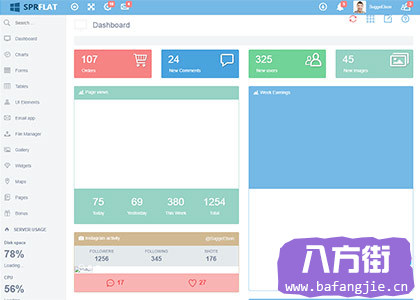 SPRFLAT
SuggeElson
Dashboard
Search...
Dashboard
Charts
Forms
Tables
UI Elements
Email app
File Manager
Gallery
Widgets
Maps
Pages
Bonus
SERVER USAGE
Disk space
78%
Loading...
CPU
56%
Loading...
107
Orders
24
New Comments
325
New users
45
New images
Page views
75
Today
69
Yesterday
380
This Week
1254
Total
Week Earnings
Instagram activity
@SuggeElson
FOLLOWERS
1256
FOLLOWING
345
SHOTS
176
17
27
八方街
www.bafangjie.cn